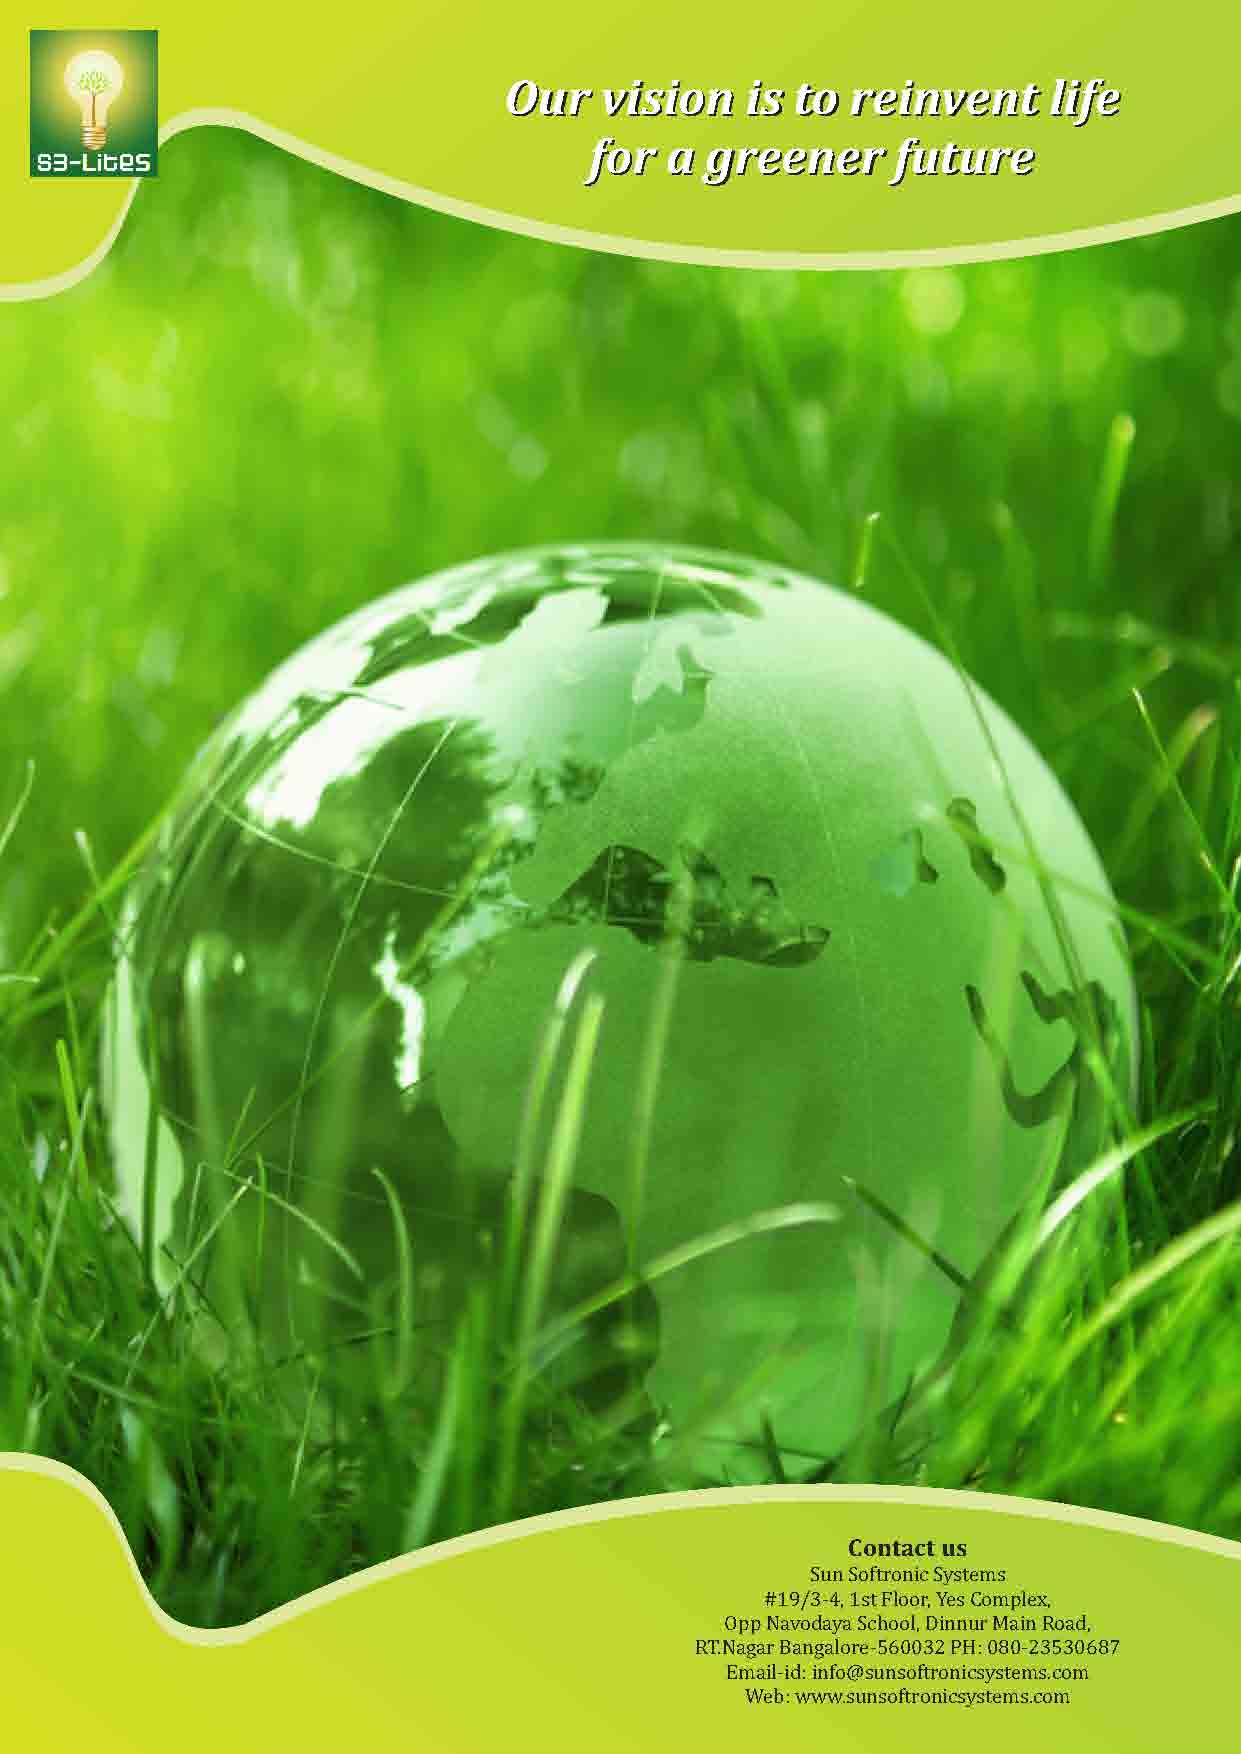 S3-Lites
Our vision is to reinvent life
for a greener future
Contact us
Sun Softronic Systems
#19/3-4, 1st Floor, Yes Complex,
Opp Navodaya School, Dinnur Main Road,
RT.Nagar Bangalore-560032 PH: 080-23530687
Email-id: info@sunsoftronicsystems.com
Web: www.sunsoftronicsystems.com